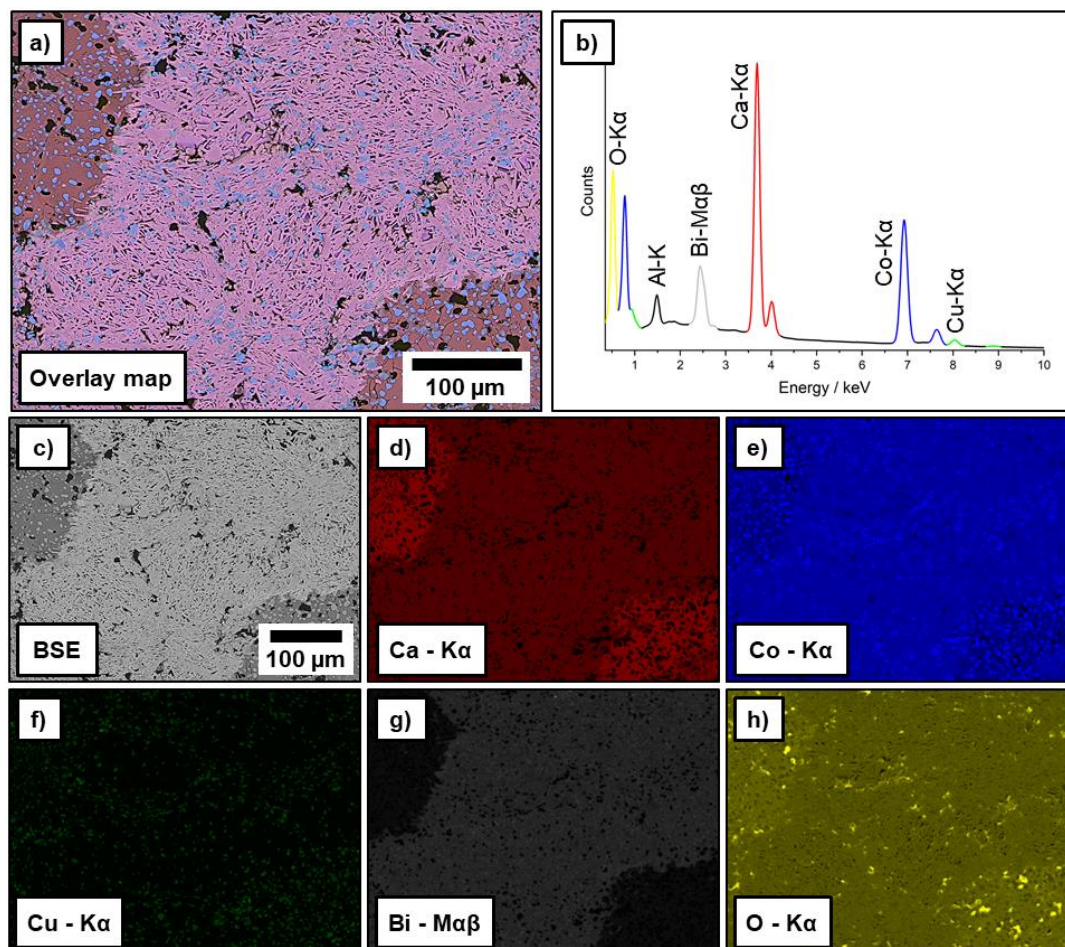 a)
Overlay map
100 µm
b)
Counts
O-Kα
Al-K
Bi-Mαβ
Ca-Kα
Co-Kα
Cu-Kα
1 2 3 4 5 6 7 8 9 10
Energy / keV
c)
BSE
100 µm
d)
Ca - Kα
e)
Co - Kα
f)
Cu - Kα
g)
Bi - Mαβ
h)
O - Kα